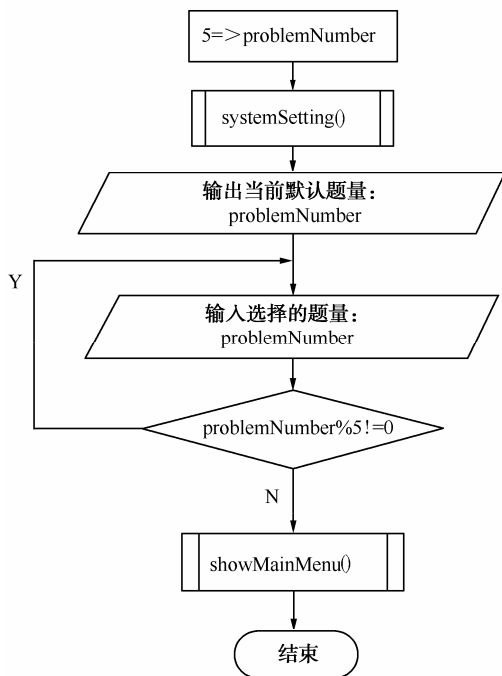 5=>problemNumber
systemSetting()
输出当前默认题量：
problemNumber
Y
输入选择的题量：
problemNumber
problemNumber%5!=0
N
showMainMenu()
结束